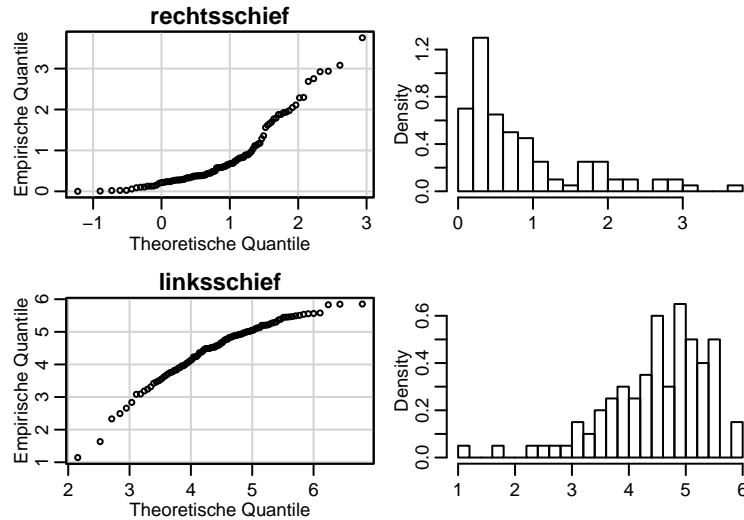 rechtsschief
Empirische Quantile
0 1 2 3
−1 0 1 2 3
Theoretische Quantile
Density
0.0 0.4 0.8 1.2
0 1 2 3
linksschief
Empirische Quantile
1 2 3 4 5 6
2 3 4 5 6
Theoretische Quantile
Density
0.0 0.2 0.4 0.6
1 2 3 4 5 6